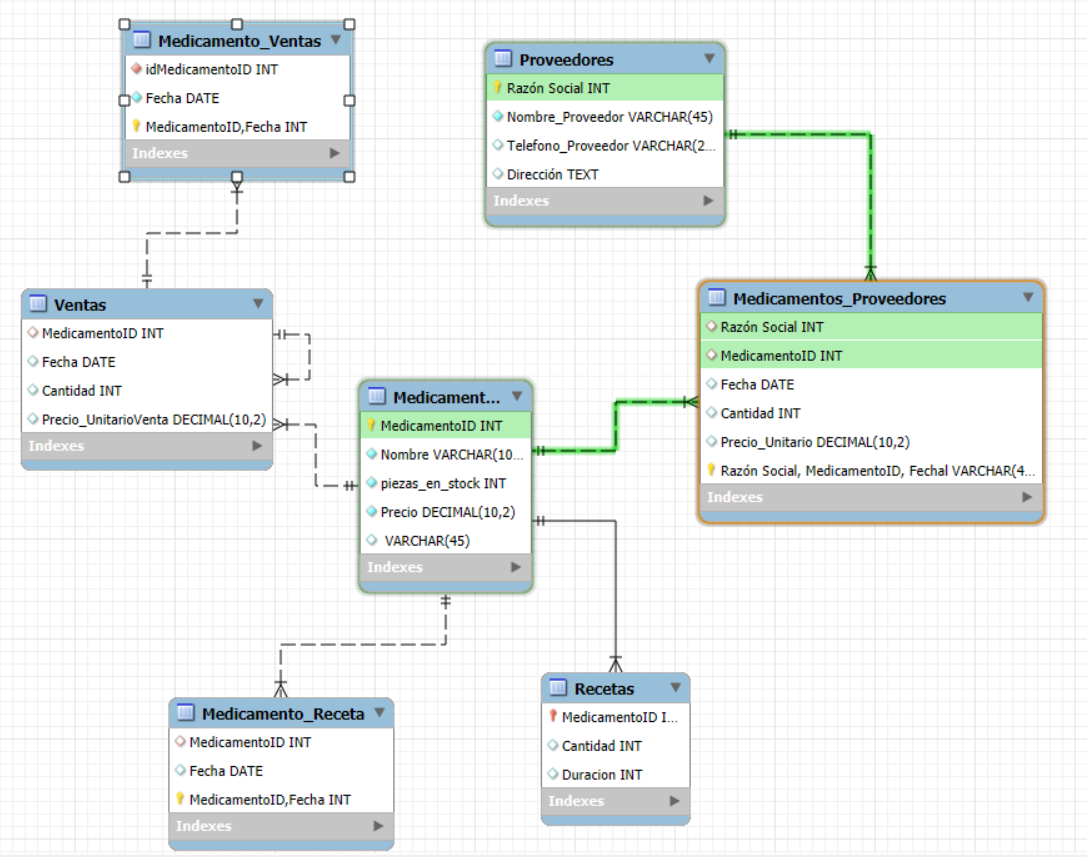 Medicamento_Ventas
idMedicamentoID INT
Fecha DATE
MedicamentoID,Fecha INT
Indexes
Proveedores
Razón Social INT
Nombre_Proveedor VARCHAR(45)
Telefono_Proveedor VARCHAR(2...
Dirección TEXT
Indexes
Ventas
MedicamentoID INT
Fecha DATE
Cantidad INT
Precio_UnitarioVenta DECIMAL(10,2)
Indexes
Medicamentos_Proveedores
Razón Social INT
MedicamentoID INT
Fecha DATE
Cantidad INT
Precio_Unitario DECIMAL(10,2)
Razón Social, MedicamentoID, Fechal VARCHAR(4...
Indexes
Medicament...
MedicamentoID INT
Nombre VARCHAR(10...
piezas_en_stock INT
Precio DECIMAL(10,2)
VARCHAR(45)
Indexes
Medicamento_Receta
MedicamentoID INT
Fecha DATE
MedicamentoID,Fecha INT
Indexes
Recetas
MedicamentoID I...
Cantidad INT
Duracion INT
Indexes